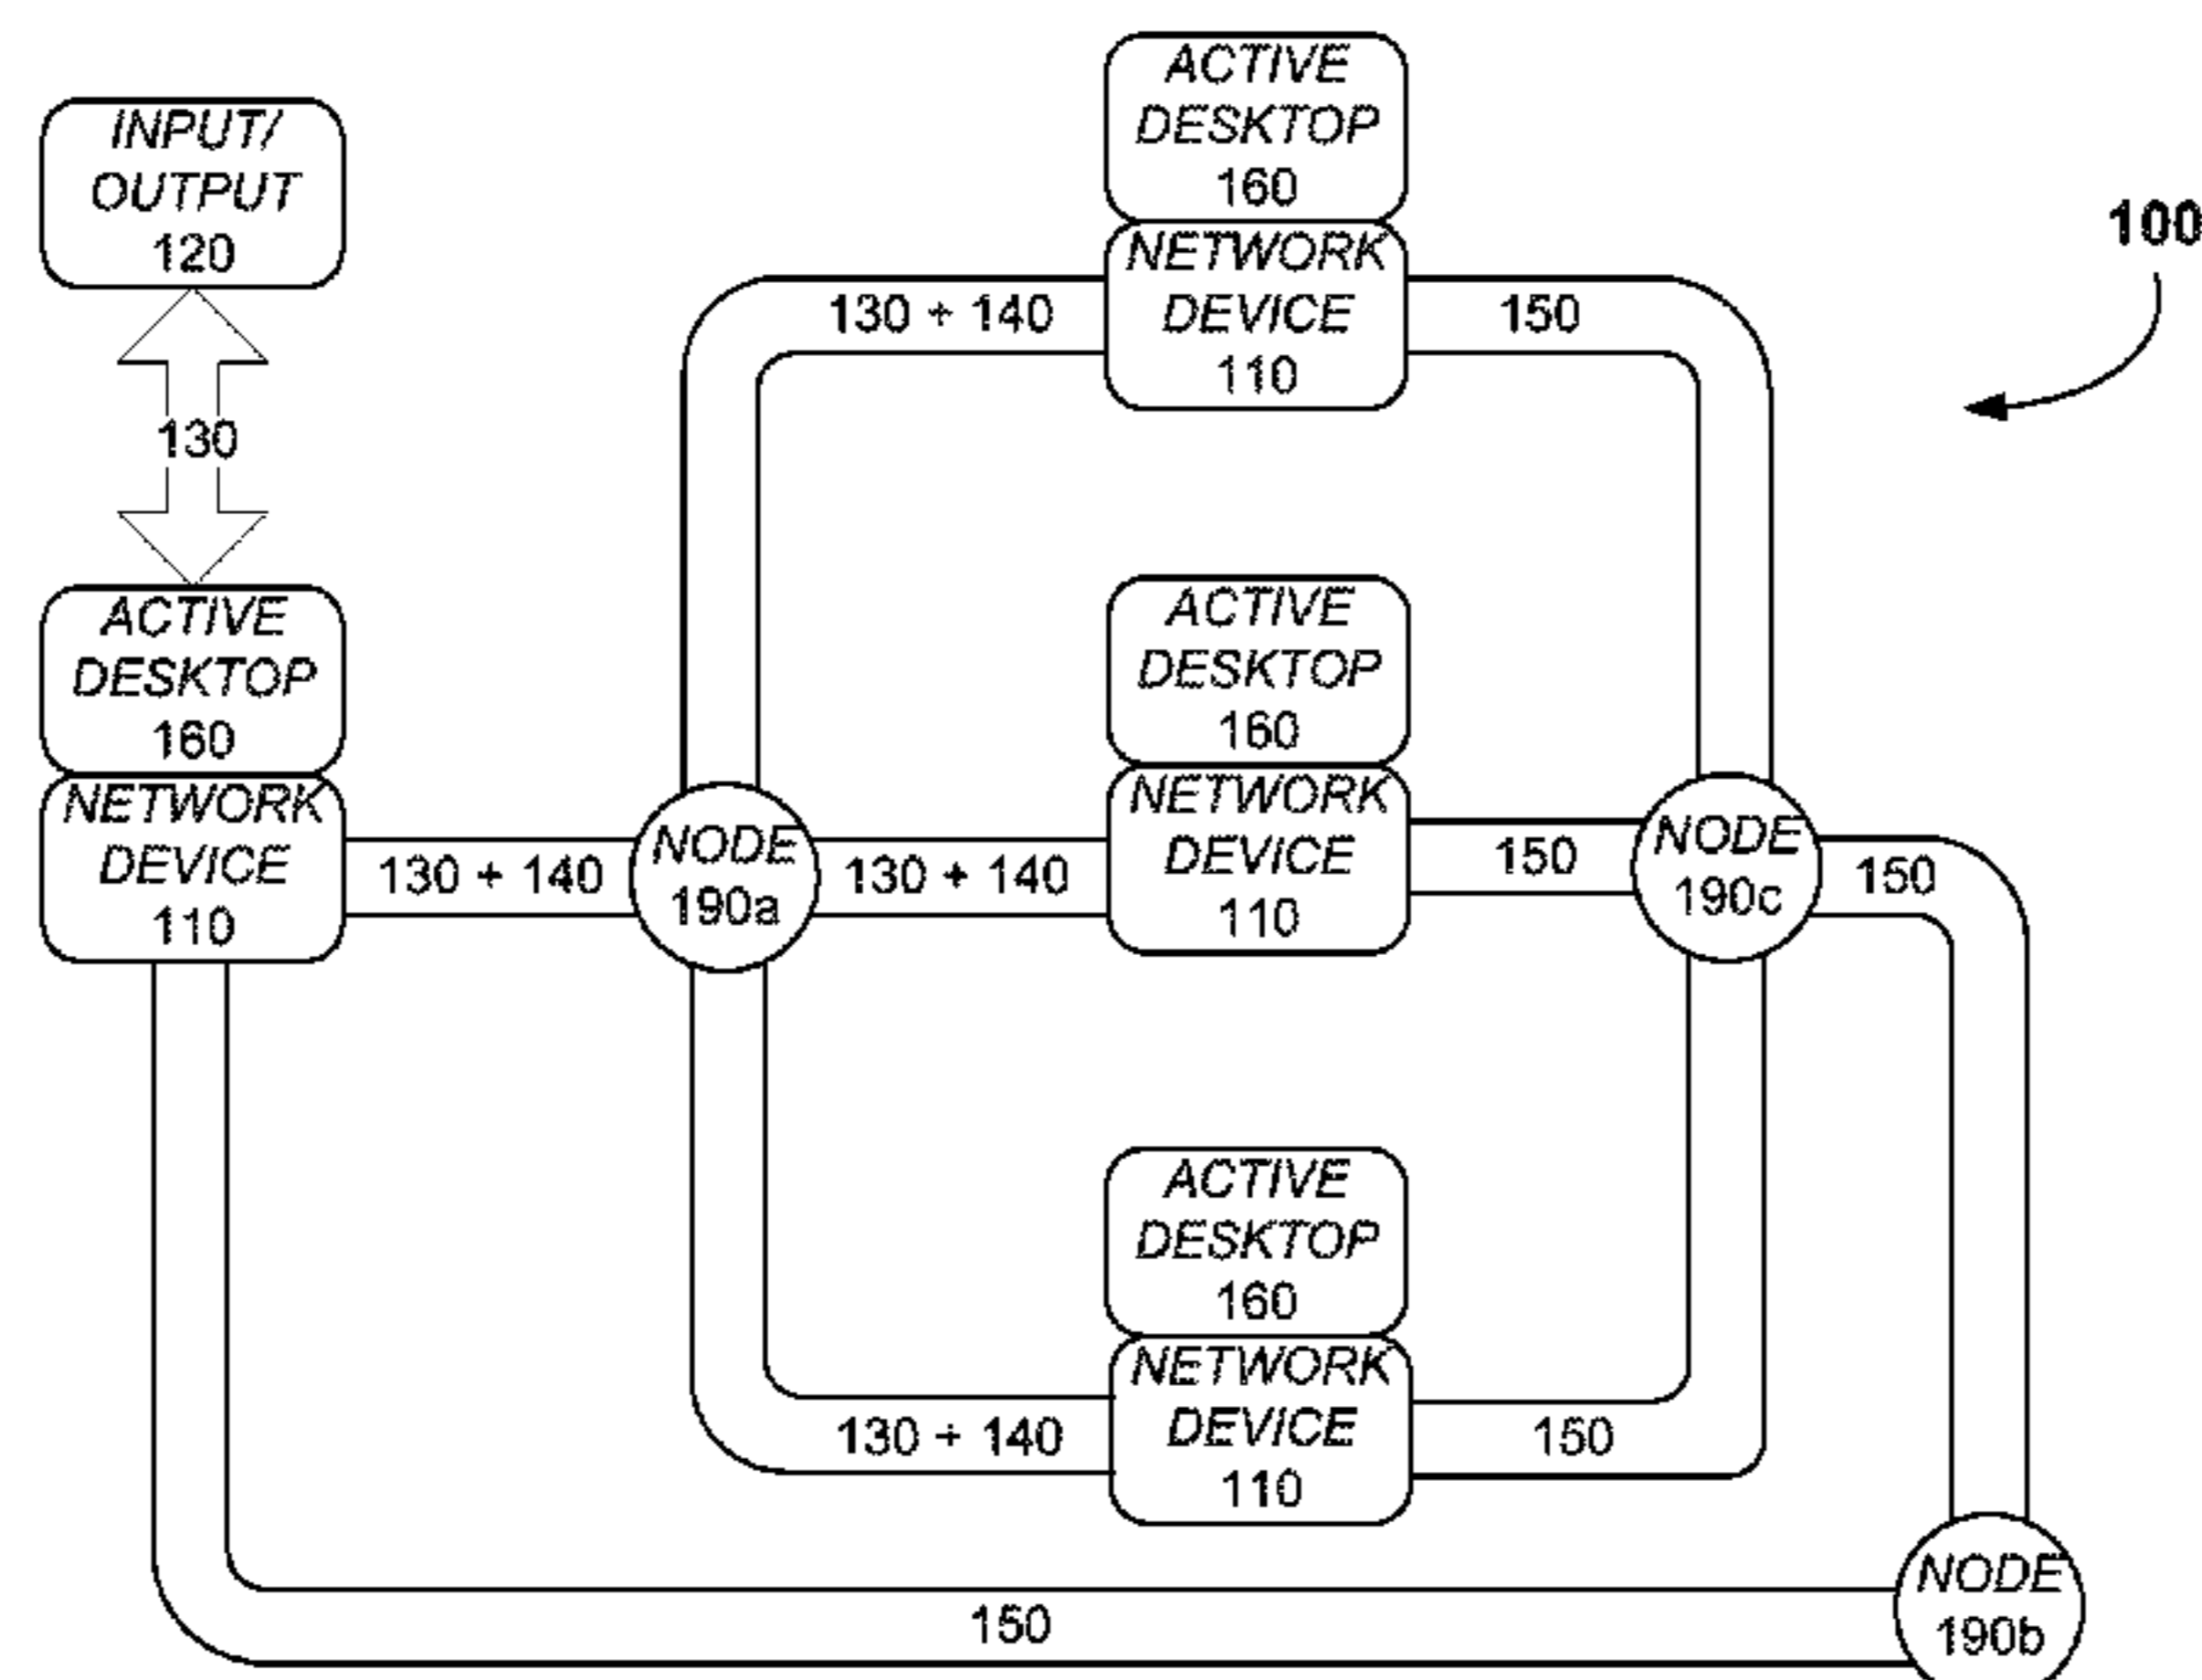 ACTIVE
DESKTOP
160
NETWORK
DEVICE
110
INPUT/
OUTPUT
120
100
130 + 140
150
130
ACTIVE
DESKTOP
160
NETWORK
DEVICE
110
ACTIVE
DESKTOP
160
NETWORK
DEVICE
110
130 + 140
NODE
190a
130 + 140
150
NODE
190c
150
ACTIVE
DESKTOP
160
NETWORK
DEVICE
110
130 + 140
150
NODE
190b
150